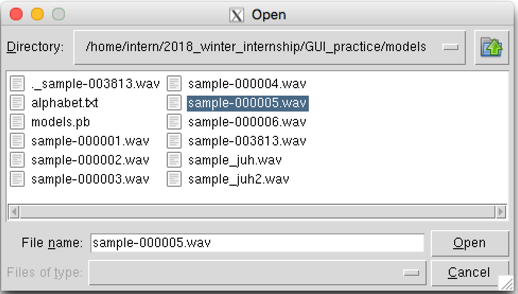 Open
Directory: /home/intern/2018_winter_internship/GUI_practice/models
._sample-003813.wav
alphabet.txt
models.pb
sample-000001.wav
sample-000002.wav
sample-000003.wav
sample-000004.wav
sample-000005.wav
sample-000006.wav
sample-003813.wav
sample_juh.wav
sample_juh2.wav
File name: sample-000005.wav Open
Files of type: Cancel